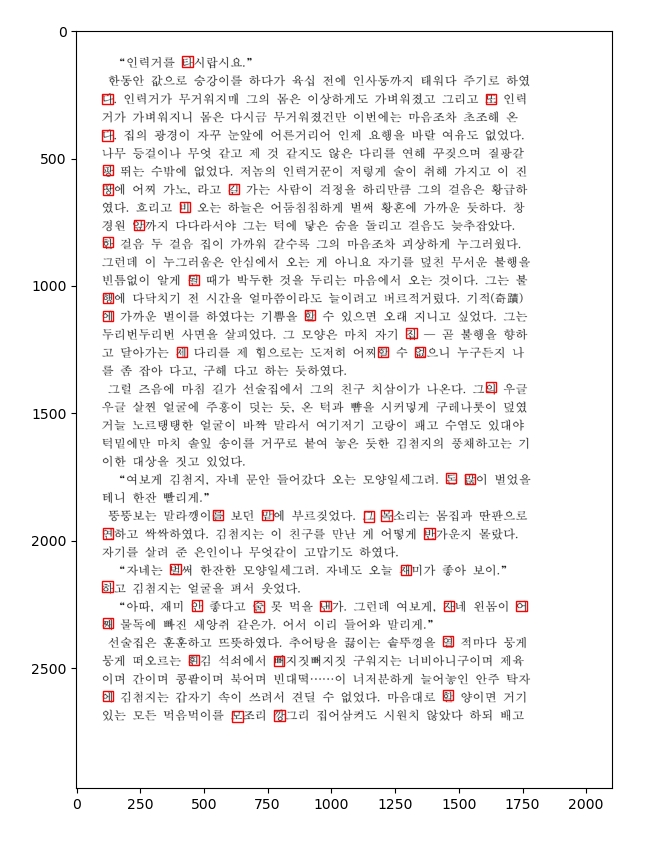 0
"인력거를 타시랍시요."
한동안 값으로 승강이를 하다가 육십 전에 인사동까지 태워다 주기로 하였
다. 인력거가 무거워지매 그의 몸은 이상하게도 가벼워졌고 그리고 또 인력
거가 가벼워지니 몸은 다시금 무거워졌건만 이번에는 마음조차 초조해 온
다. 집의 광경이 자꾸 눈앞에 어른거리어 인제 요행을 바랄 여유도 없었다.
500
나무 등걸이나 무엇 같고 제 것 같지도 않은 다리를 연해 꾸짖으며 질팡갈
팡 뛰는 수밖에 없었다. 저놈의 인력거꾼이 저렇게 술이 취해 가지고 이 진
땅에 어찌 가노, 라고 길 가는 사람이 걱정을 하리만큼 그의 걸음은 황급하
였다. 흐리고 비 오는 하늘은 어둠침침하게 벌써 황혼에 가까운 듯하다. 창
경원 앞까지 다다라서야 그는 턱에 닿은 숨을 돌리고 걸음도 늦추잡았다.
한 걸음 두 걸음 집이 가까워 갈수록 그의 마음조차 괴상하게 누그러웠다.
그런데 이 누그러움은 안심에서 오는 게 아니요 자기를 덮친 무서운 불행을
빈틈없이 알게 될 때가 박두한 것을 두리는 마음에서 오는 것이다. 그는 불
1000
행에 다닥치기 전 시간을 얼마쯤이라도 늘이려고 버르적거렸다. 기적(奇蹟)
에 가까운 벌이를 하였다는 기쁨을 할 수 있으면 오래 지니고 싶었다. 그는
두리번두리번 사면을 살피었다. 그 모양은 마치 자기 집 ― 곧 불행을 향하
고 달아가는 제 다리를 제 힘으로는 도저히 어찌할 수 없으니 누구든지 나
를 좀 잡아 다고, 구해 다고 하는 듯하였다.
그럴 즈음에 마침 길가 선술집에서 그의 친구 치삼이가 나온다. 그의 우글
1500
우글 살찐 얼굴에 주홍이 덧는 듯, 온 턱과 뺨을 시커멓게 구레나룻이 덮였
거늘 노르탱탱한 얼굴이 바짝 말라서 여기저기 고랑이 패고 수염도 있대야
턱밑에만 마치 솔잎 송이를 거꾸로 붙여 놓은 듯한 김첨지의 풍채하고는 기
이한 대상을 짓고 있었다.
"여보게 김첨지, 자네 문안 들어갔다 오는 모양일세그려. 돈 많이 벌었을
테니 한잔 빨리게."
뚱뚱보는 말라깽이를 보던 맡에 부르짖었다. 그 목소리는 몸집과 딴판으로
연하고 싹싹하였다. 김첨지는 이 친구를 만난 게 어떻게 반가운지 몰랐다.
2000
자기를 살려 준 은인이나 무엇같이 고맙기도 하였다.
"자네는 벌써 한잔한 모양일세그려. 자네도 오늘 재미가 좋아 보이."
하고 김첨지는 얼굴을 펴서 웃었다.
"아따, 재미 안 좋다고 술 못 먹을 낸가. 그런데 여보게, 자네 왼몸이 어
째 물독에 빠진 새앙쥐 같은가. 어서 이리 들어와 말리게."
선술집은 훈훈하고 뜨뜻하였다. 추어탕을 끓이는 솥뚜껑을 열 적마다 뭉게
2500
뭉게 떠오르는 흰김 석쇠에서 뻐지짓뻐지짓 구워지는 너비아니구이며 제육
이며 간이며 콩팥이며 북어며 빈대떡……이 너저분하게 늘어놓인 안주 탁자
에 김첨지는 갑자기 속이 쓰려서 견딜 수 없었다. 마음대로 할 양이면 거기
있는 모든 먹음먹이를 모조리 깡그리 집어삼켜도 시원치 않았다 하되 배고
0 250 500 750 1000 1250 1500 1750 2000